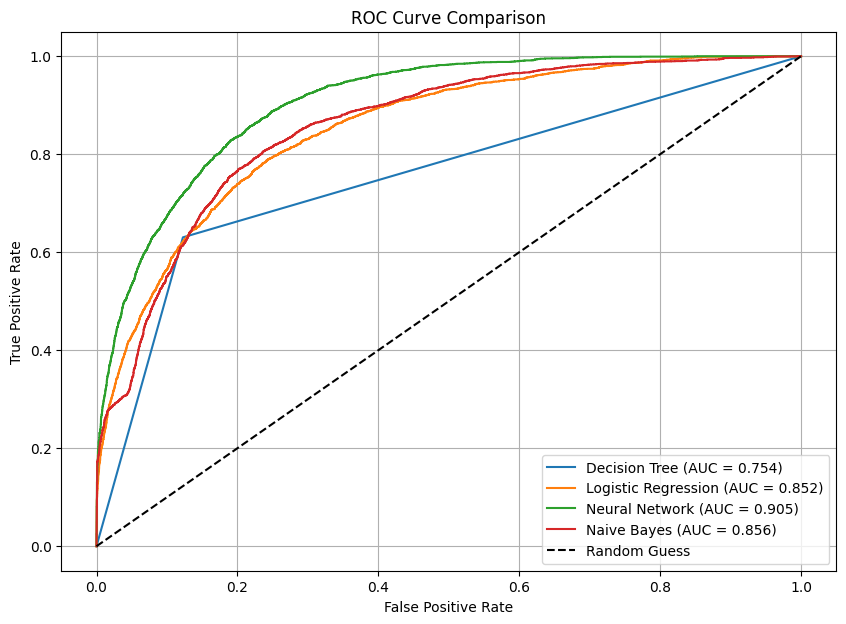 ROC Curve Comparison
True Positive Rate
1.0
0.8
0.6
0.4
0.2
0.0
0.0 0.2 0.4 0.6 0.8 1.0
False Positive Rate
Decision Tree (AUC = 0.754)
Logistic Regression (AUC = 0.852)
Neural Network (AUC = 0.905)
Naive Bayes (AUC = 0.856)
Random Guess